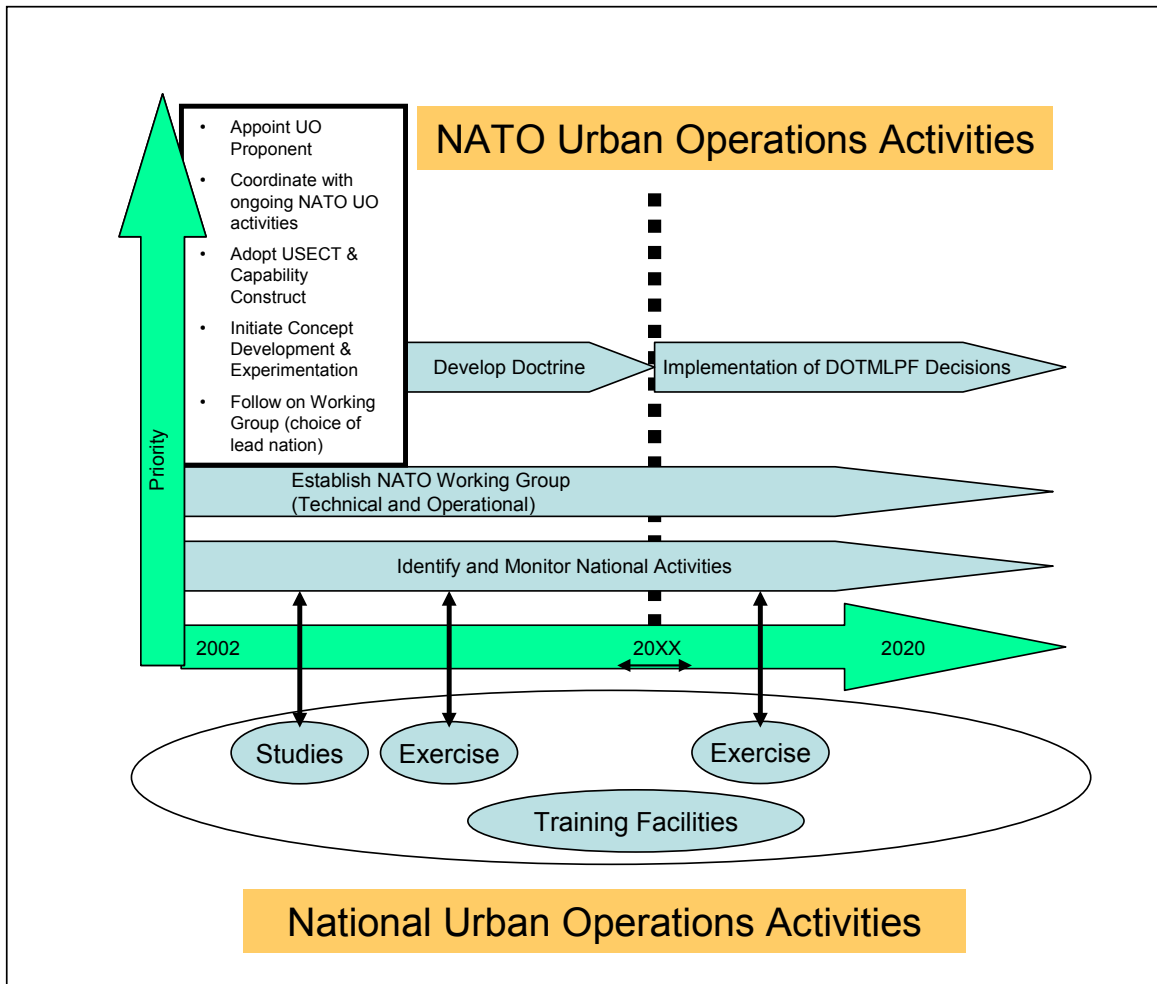 NATO Urban Operations Activities
• Appoint UO
Proponent
• Coordinate with
ongoing NATO UO
activities
• Adopt USECT &
Capability
Construct
• Initiate Concept
Development &
Experimentation
• Follow on Working
Group (choice of
lead nation)
Priority
Develop Doctrine
Implementation of DOTMLPF Decisions
Establish NATO Working Group
(Technical and Operational)
Identify and Monitor National Activities
2002
20XX
2020
Studies
Exercise
Exercise
Training Facilities
National Urban Operations Activities